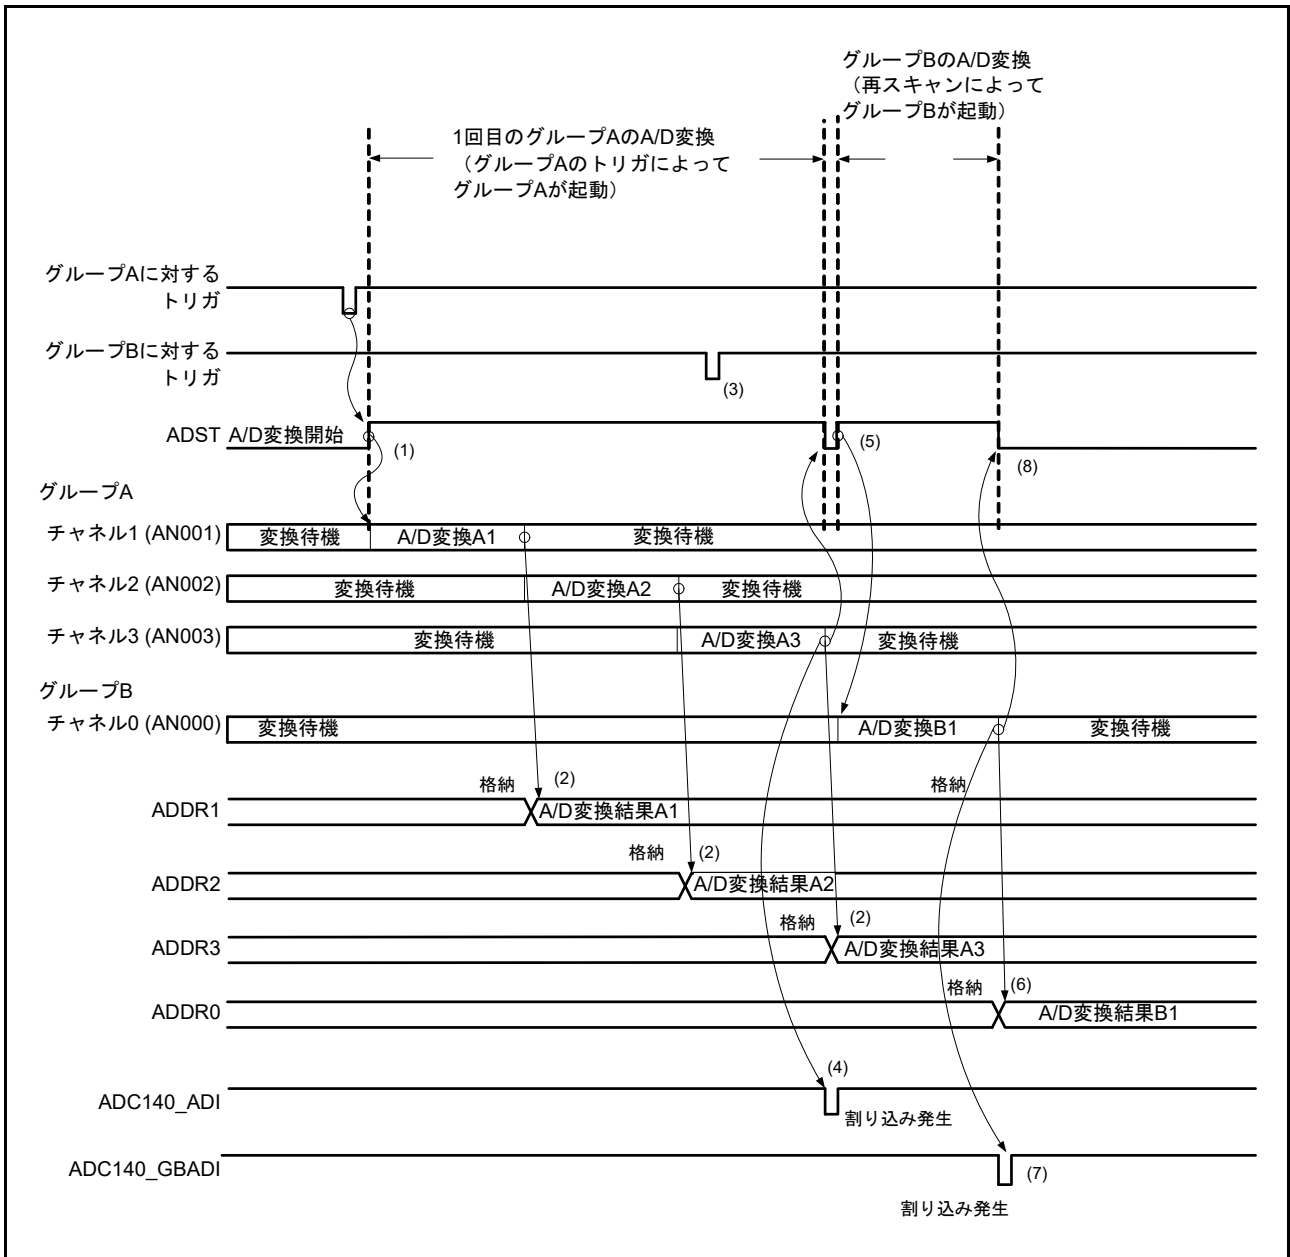 グループBのA/D変換
（再スキャンによって
グループBが起動）
1回目のグループAのA/D変換
（グループAのトリガによって
グループAが起動）
グループAに対する
トリガ
グループBに対する
トリガ
(3)
ADST A/D変換開始
(1)
(5)
(8)
グループA
チャネル1 (AN001) 変換待機 A/D変換A1 変換待機
チャネル2 (AN002) 変換待機 A/D変換A2 変換待機
チャネル3 (AN003) 変換待機 A/D変換A3 変換待機
グループB
チャネル0 (AN000) 変換待機 A/D変換B1 変換待機
格納 (2) 格納
ADDR1 A/D変換結果A1
格納 (2)
ADDR2 A/D変換結果A2
格納 (2)
ADDR3 A/D変換結果A3
格納 (6)
ADDR0 A/D変換結果B1
(4)
ADC140_ADI
割り込み発生
ADC140_GBADI (7)
割り込み発生